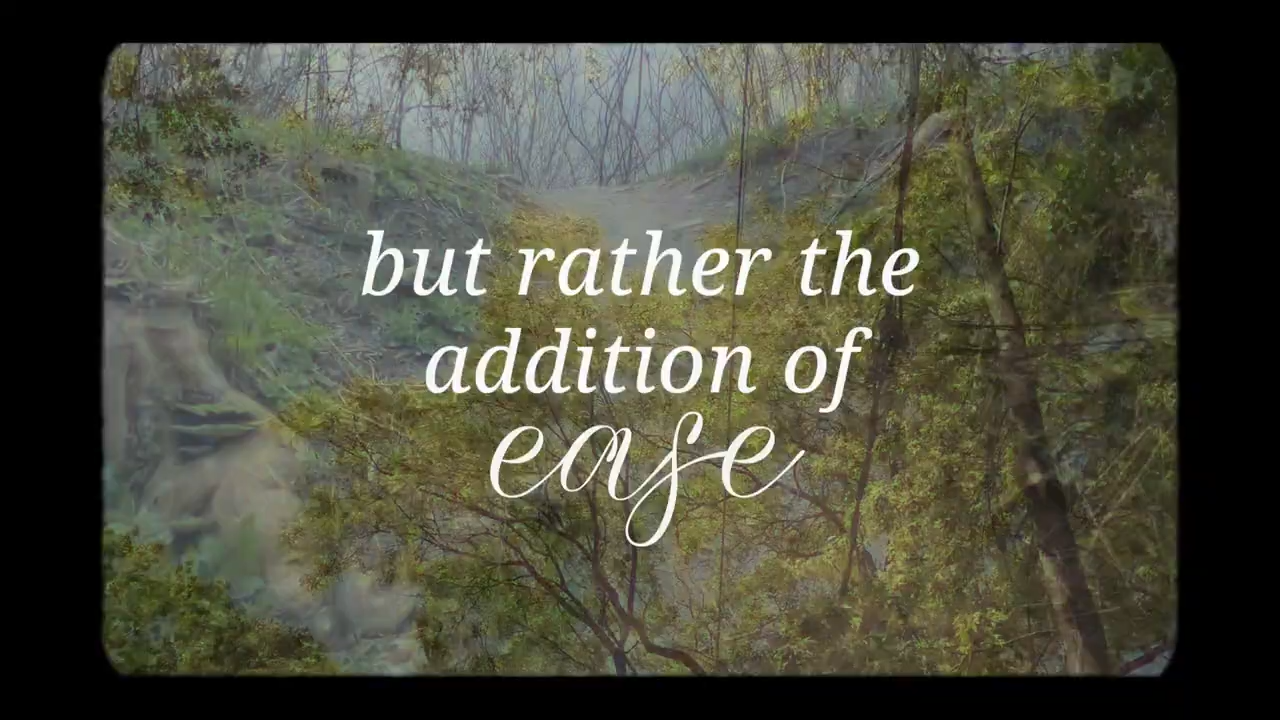 but rather the
addition of
ease